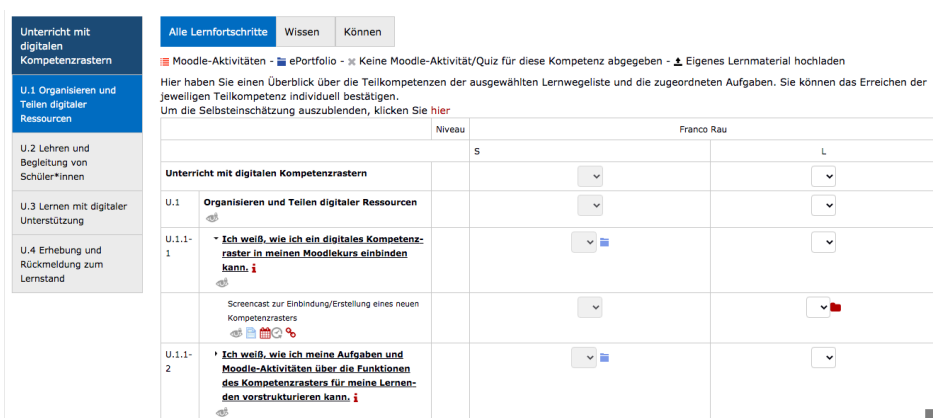 Unterricht mit
digitalen
Kompetenzrastern
U.1 Organisieren und
Teilen digitaler
Ressourcen
U.2 Lehren und
Begleitung von
Schüler*innen
U.3 Lernen mit digitaler
Unterstützung
U.4 Erhebung und
Rückmeldung zum
Lernstand
Alle Lernfortschritte Wissen Können
Moodle-Aktivitäten - ePortfolio - Keine Moodle-Aktivität/Quiz für diese Kompetenz abgegeben - Eigenes Lernmaterial hochladen
Hier haben Sie einen Überblick über die Teilkompetenzen der ausgewählten Lernwegeliste und die zugeordneten Aufgaben. Sie können das Erreichen der
jeweiligen Teilkompetenz individuell bestätigen.
Um die Selbsteinschätzung auszublenden, klicken Sie hier
Niveau Franco Rau
S L
Unterricht mit digitalen Kompetenzrastern
U.1 Organisieren und Teilen digitaler Ressourcen
U.1.1- Ich weiß, wie ich ein digitales Kompetenz-
1 raster in meinen Moodlekurs einbinden
kann.
Screencast zur Einbindung/Erstellung eines neuen
Kompetenzrasters
U.1.1- Ich weiß, wie ich meine Aufgaben und
2 Moodle-Aktivitäten über die Funktionen
des Kompetenzrasters für meine Lernen-
den vorstrukturieren kann.